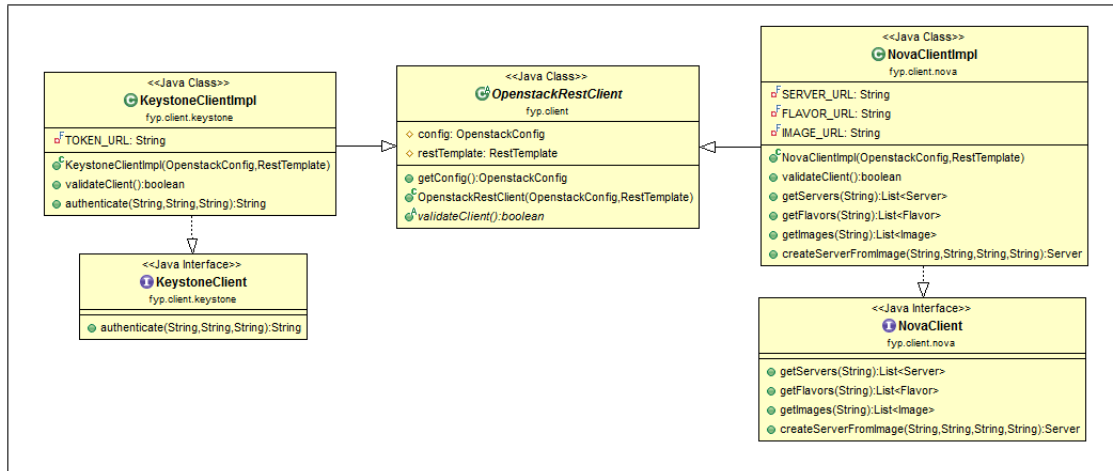 <<Java Class>>
KeystoneClientImpl
fyp.client.keystone
TOKEN_URL: String
KeystoneClientImpl(OpenstackConfig,RestTemplate)
validateClient():boolean
authenticate(String,String,String):String
<<Java Interface>>
KeystoneClient
fyp.client.keystone
authenticate(String,String,String):String
<<Java Class>>
OpenstackRestClient
fyp.client
config: OpenstackConfig
restTemplate: RestTemplate
getConfig():OpenstackConfig
OpenstackRestClient(OpenstackConfig,RestTemplate)
validateClient():boolean
<<Java Class>>
NovaClientImpl
fyp.client.nova
SERVER_URL: String
FLAVOR_URL: String
IMAGE_URL: String
NovaClientImpl(OpenstackConfig,RestTemplate)
validateClient():boolean
getServers(String):List<Server>
getFlavors(String):List<Flavor>
getImages(String):List<Image>
createServerFromImage(String,String,String,String):Server
<<Java Interface>>
NovaClient
fyp.client.nova
getServers(String):List<Server>
getFlavors(String):List<Flavor>
getImages(String):List<Image>
createServerFromImage(String,String,String,String):Server